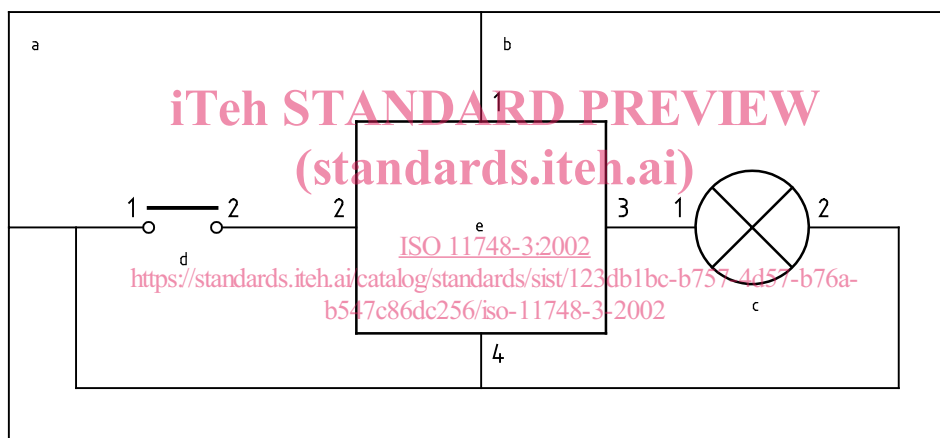 a b
1
iTeh STANDARD PREVIEW
(standards.iteh.ai)
1 2 2 3 1 2
d e c
ISO 11748-3:2002
https://standards.iteh.ai/catalog/standards/sist/123db1bc-b757-4d57-b76a-
b547c86dc256/iso-11748-3-2002
4